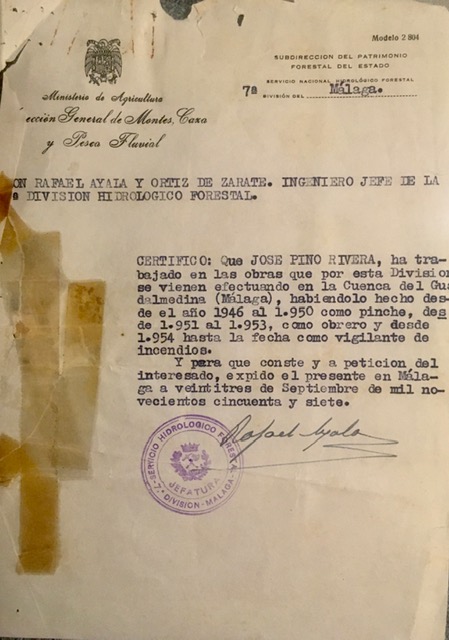 Modelo 2804
SUBDIRECCION DEL PATRIMONIO
FORESTAL DEL ESTADO
SERVICIO NACIONAL HIDROLÓGICO FORESTAL
7ª DIVISIÓN DEL Málaga.
Ministerio de Agricultura
ección General de Montes, Caza
y Pesca Fluvial
ON RAFAEL AYALA Y ORTIZ DE ZARATE. INGENIERO JEFE DE LA
ª DIVISION HIDROLOGICO FORESTAL.
CERTIFICO: Que JOSE PINO RIVERA, ha tra-
bajado en las obras que por esta Division
se vienen efectuando en la Cuenca del Gua
dalmedina (Málaga), habiendolo hecho des-
de el año 1946 al 1.950 como pinche, des
de 1.951 al 1.953, como obrero y desde
1.954 hasta la fecha como vigilante de
incendios.
Y para que conste y a peticion del
interesado, expido el presente en Mála-
ga a veintitres de Septiembre de mil no-
vecientos cincuenta y siete.
Rafael Ayala
SERVICIO HIDROLOGICO FORESTAL
JEFATURA
-7ª DIVISION-MALAGA-